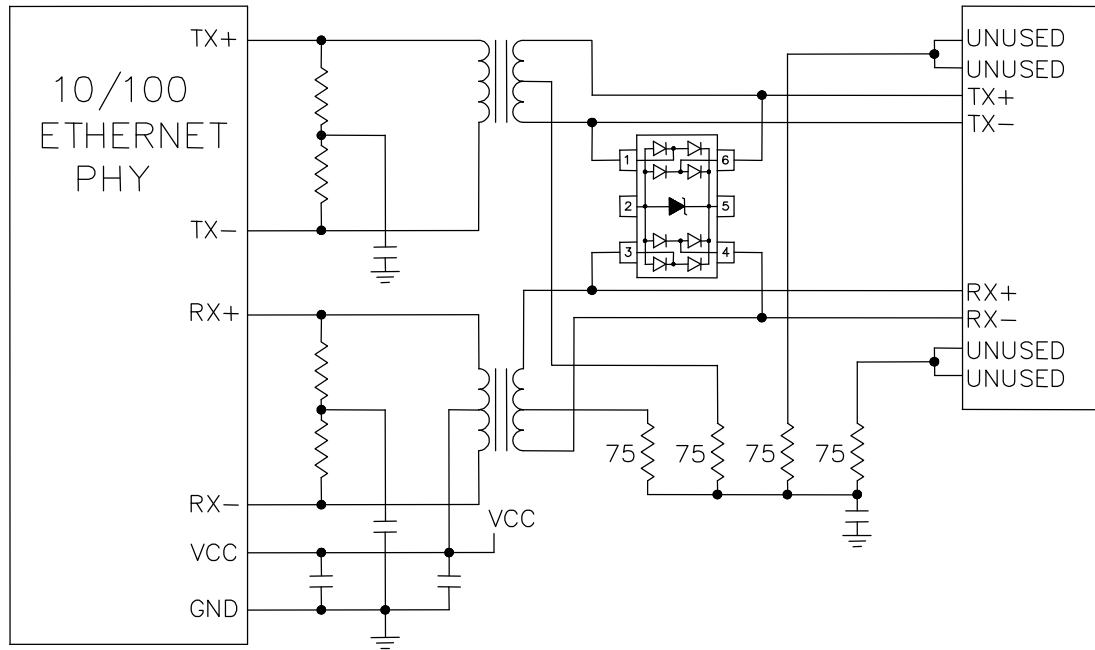 10/100
ETHERNET
PHY
TX+
TX−
RX+
RX−
VCC
GND
VCC
1
2
3
6
5
4
75
75
75
75
UNUSED
UNUSED
TX+
TX−
RX+
RX−
UNUSED
UNUSED